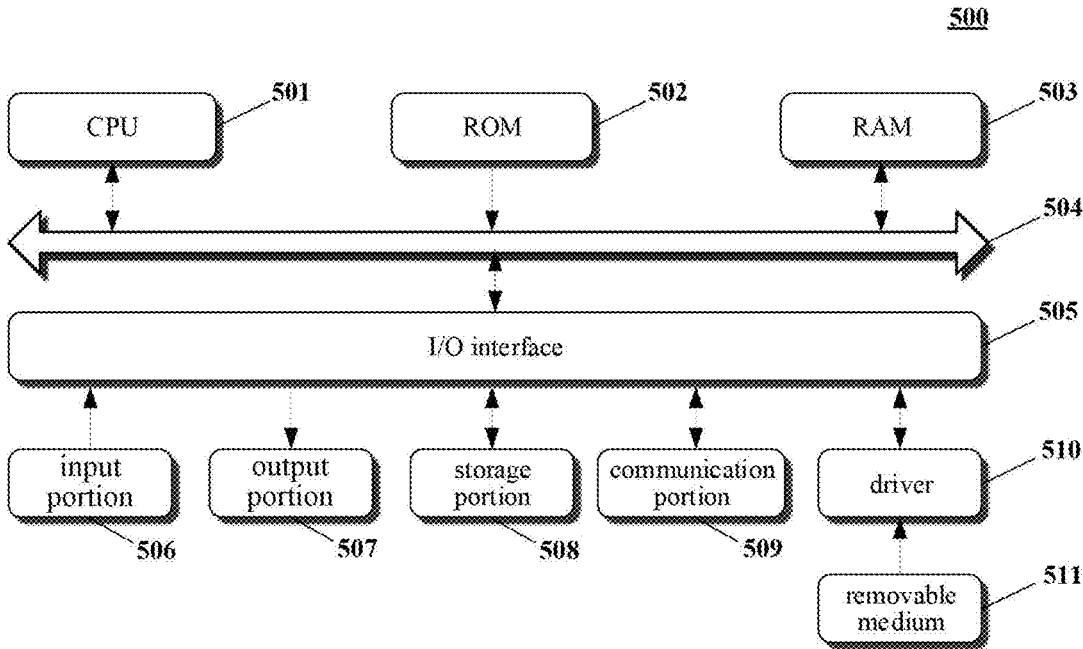 500
501
502
503
CPU
ROM
RAM
504
505
I/O interface
input
portion
output
portion
storage
portion
communication
portion
driver
510
506
507
508
509
removable
medium
511